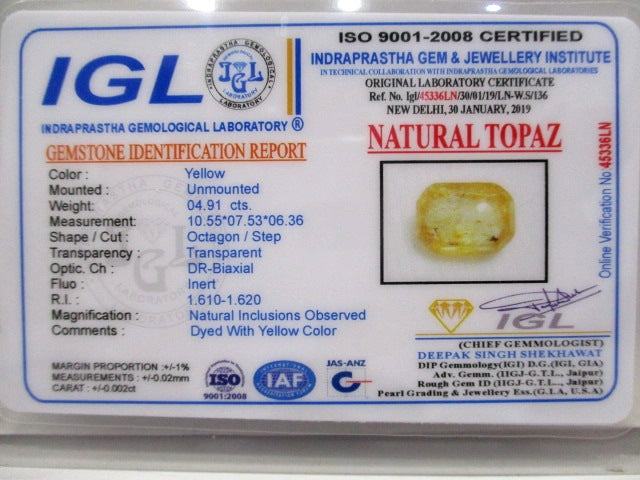 IGL
INDRAPRASTHA GEMOLOGICAL LABORATORY
INDRAPRASTHA GEMOLOGICAL LABORATORY ®
GEMSTONE IDENTIFICATION REPORT
Color : Yellow
Mounted : Unmounted
Weight: 04.91 cts.
Measurement: 10.55*07.53*06.36
Shape / Cut : Octagon / Step
Transparency : Transparent
Optic. Ch : DR-Biaxial
Fluo : Inert
R.I. : 1.610-1.620
Magnification : Natural Inclusions Observed
Comments : Dyed With Yellow Color
MARGIN PROPORTION :+/-1%
MEASUREMENTS : +/-0.02mm
CARAT : +/-0.002ct
ISO
9001:2008
IAF
JAS-ANZ
ISO 9001-2008 CERTIFIED
INDRAPRASTHA GEM & JEWELLERY INSTITUTE
IN TECHNICAL COLLABORATION WITH INDRAPRASTHA GEMOLOGICAL LABORATORIES
ORIGINAL LABORATORY CERTIFICATE
Ref. No. Igl/45336LN/30/01/19/LN-W.S/136
NEW DELHI, 30 JANUARY, 2019
NATURAL TOPAZ
Online Verification No 45336LN
IGL
(CHIEF GEMMOLOGIST)
DEEPAK SINGH SHEKHAWAT
DIP Gemmology(IGI) D.G.(IGI, GIA)
Adv. Gemm. (IIGJ-G.T.L., Jaipur)
Rough Gem ID (IIGJ-G.T.L., Jaipur)
Pearl Grading & Jewellery Ess.(G.I.A, U.S.A)